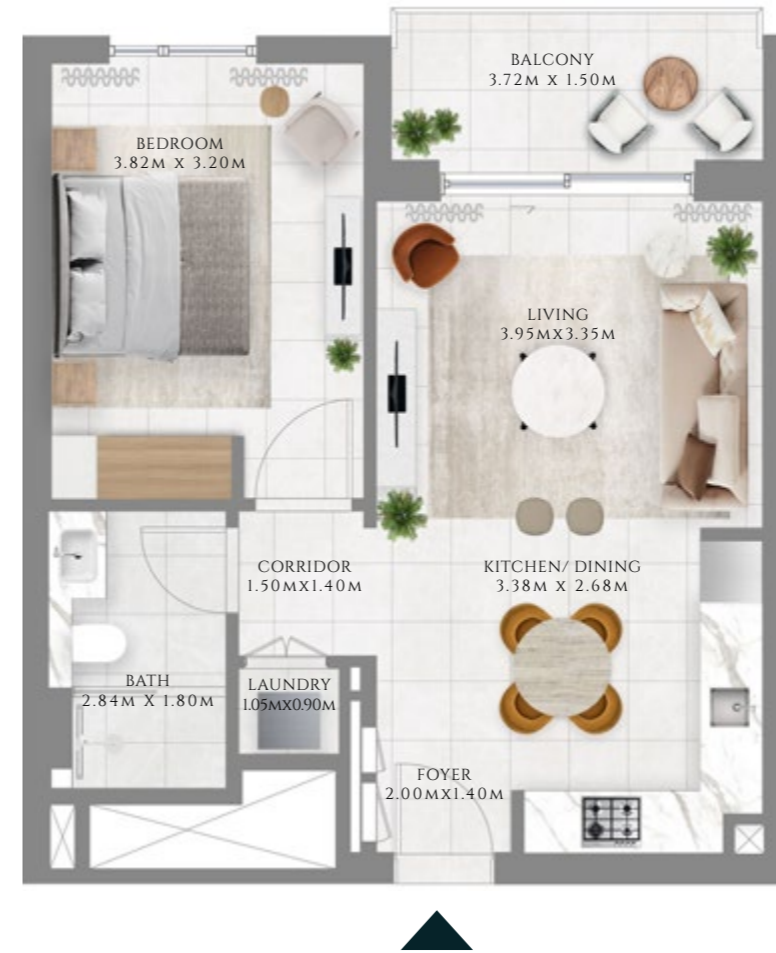 BALCONY
3.72M X 1.50M
BEDROOM
3.82M X 3.20M
LIVING
3.95MX3.35M
CORRIDOR
1.50MX1.40M
KITCHEN/ DINING
3.38M X 2.68M
BATH
2.84M X 1.80M
LAUNDRY
1.05MX0.90M
FOYER
2.00MX1.40M